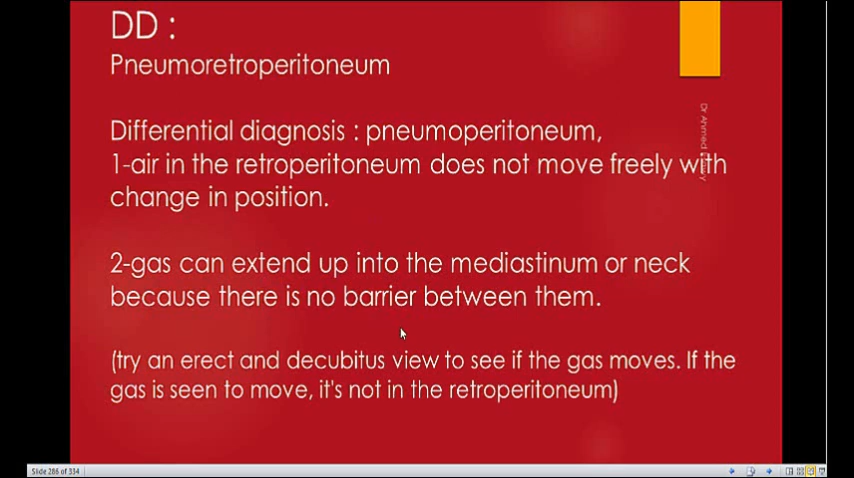 DD :
Pneumoretroperitoneum
Differential diagnosis : pneumoperitoneum,
1-air in the retroperitoneum does not move freely with
change in position.
2-gas can extend up into the mediastinum or neck
because there is no barrier between them.
(try an erect and decubitus view to see if the gas moves. If the
gas is seen to move, it's not in the retroperitoneum)
Dr Ahmed
Slide 286 of 334